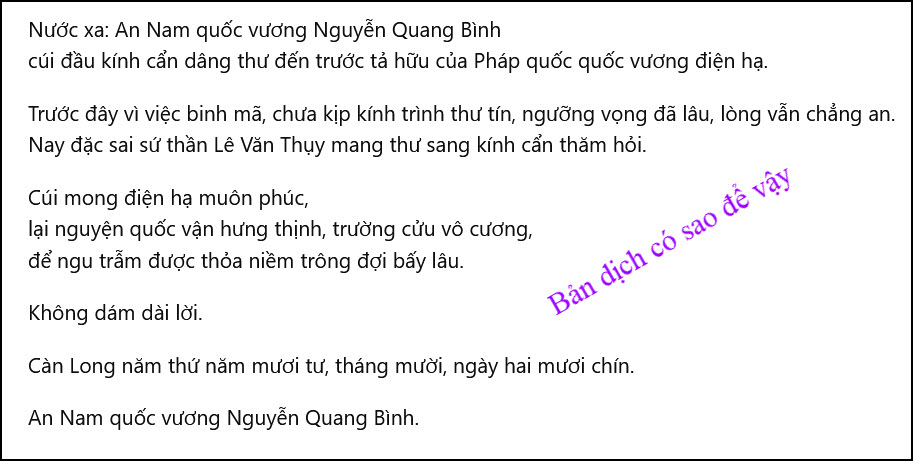 Nước xa: An Nam quốc vương Nguyễn Quang Bình
cúi đầu kính cẩn dâng thư đến trước tả hữu của Pháp quốc quốc vương điện hạ.
Trước đây vì việc binh mã, chưa kịp kính trình thư tín, ngưỡng vọng đã lâu, lòng vẫn chẳng an.
Nay đặc sai sứ thần Lê Văn Thụy mang thư sang kính cẩn thăm hỏi.
Cúi mong điện hạ muôn phúc,
lại nguyện quốc vận hưng thịnh, trường cửu vô cương,
để ngu trẫm được thỏa niềm trông đợi bấy lâu.
Bản dịch có sao để vậy
Không dám dài lời.
Càn Long năm thứ năm mươi tư, tháng mười, ngày hai mươi chín.
An Nam quốc vương Nguyễn Quang Bình.